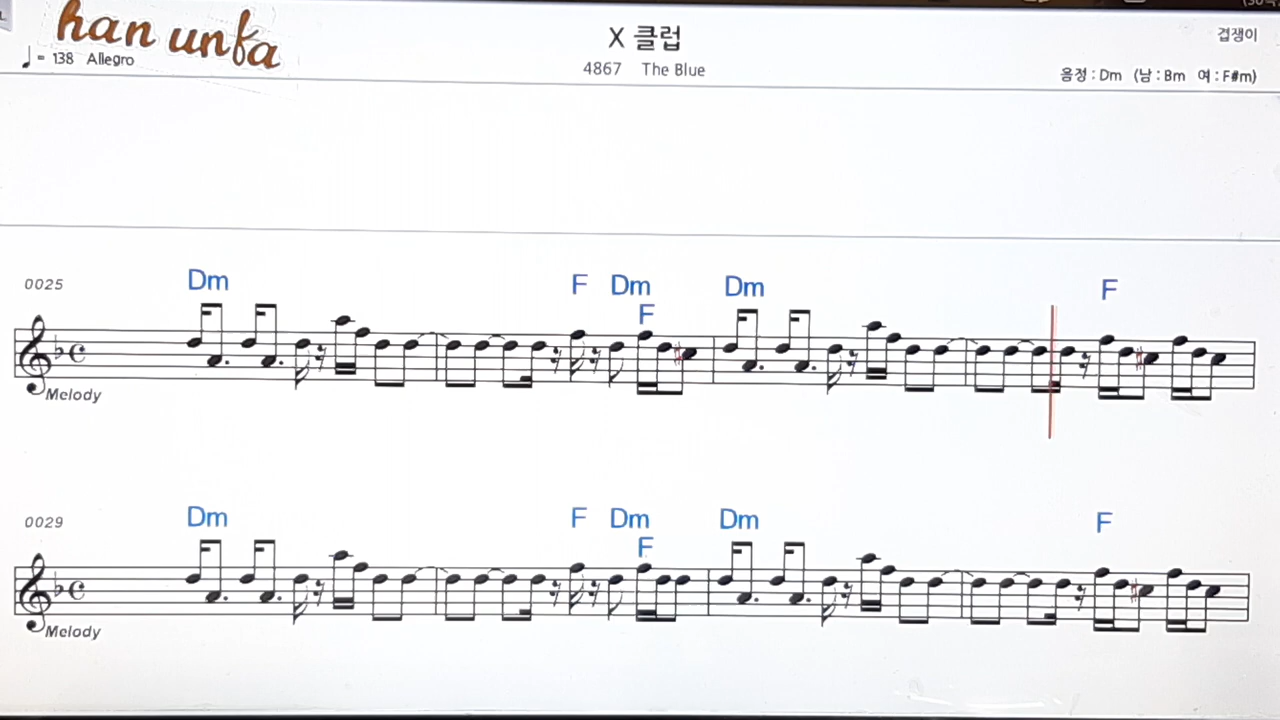 han unfa
X 클럽
겁쟁이
♩ = 138 Allegro
4867 The Blue
음정 : Dm (남 : Bm 여 : F#m)
0025
Dm F Dm Dm F
F
Melody
0029
Dm F Dm Dm F
F
Melody